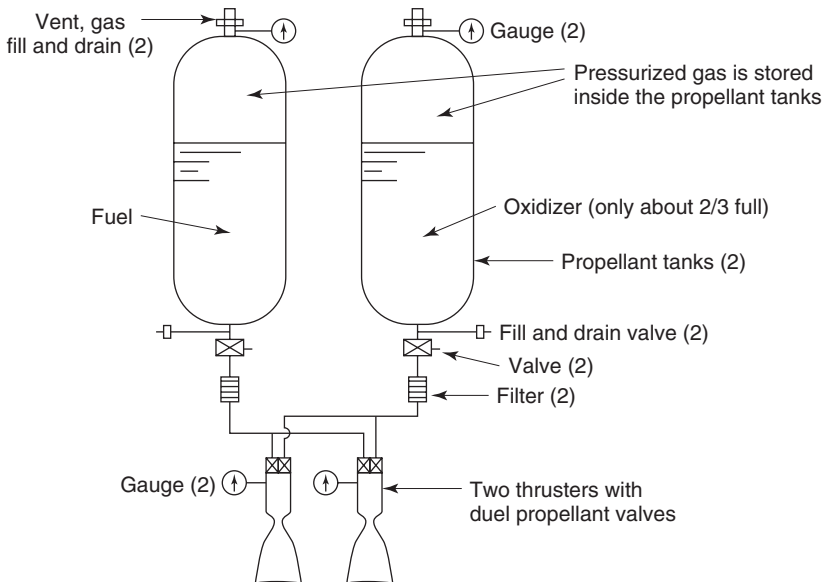 Vent, gas
fill and drain (2)
Gauge (2)
Pressurized gas is stored
inside the propellant tanks
Fuel
Oxidizer (only about 2/3 full)
Propellant tanks (2)
Fill and drain valve (2)
Valve (2)
Filter (2)
Gauge (2)
Two thrusters with
duel propellant valves